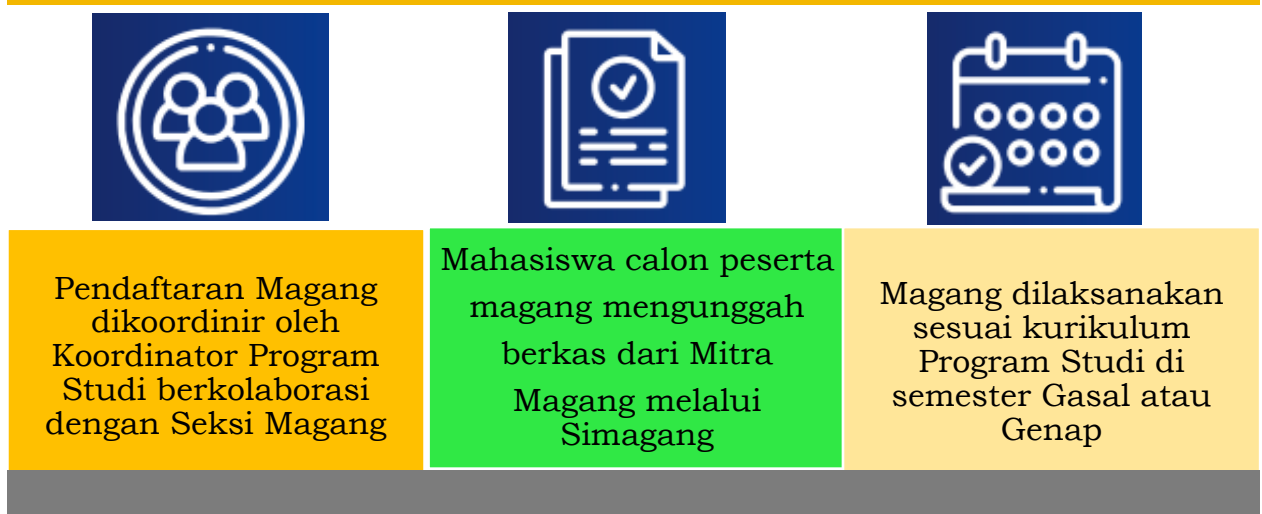 Pendaftaran Magang
dikoordinir oleh
Koordinator Program
Studi berkolaborasi
dengan Seksi Magang
Mahasiswa calon peserta
magang mengunggah
berkas dari Mitra
Magang melalui
Simagang
Magang dilaksanakan
sesuai kurikulum
Program Studi di
semester Gasal atau
Genap